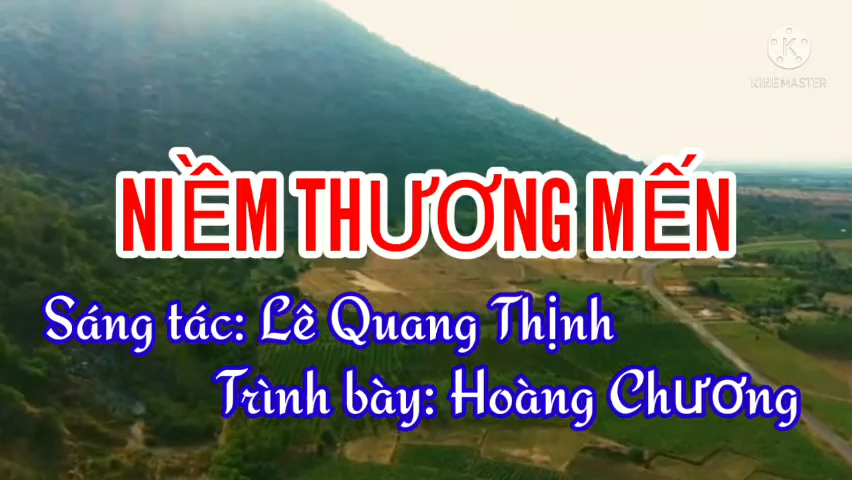 KINEMASTER
NIỀM THƯƠNG MẾN
Sáng tác: Lê Quang Thịnh
Trình bày: Hoàng Chương